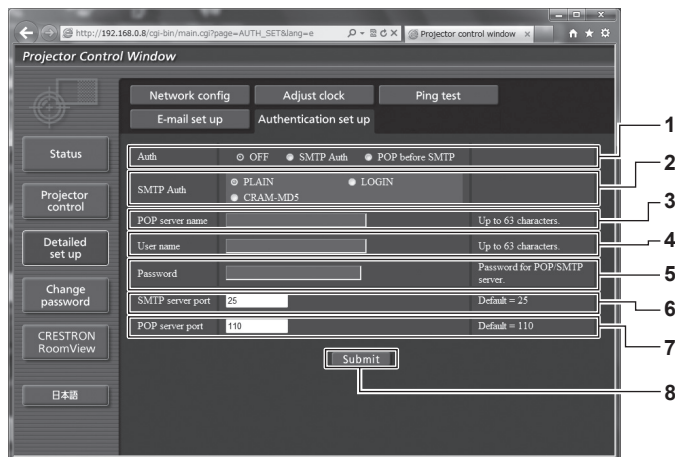 http://192.168.0.8/cgi-bin/main.cgi?page=AUTH_SET&lang=e
Projector control window
Projector Control Window
Network config
Adjust clock
Ping test
E-mail set up
Authentication set up
Status
Projector
control
Detailed
set up
Change
password
CRESTRON
RoomView
日本語
Auth
OFF
SMTP Auth
POP before SMTP
1
SMTP Auth
PLAIN
LOGIN
CRAM-MD5
2
POP server name
Up to 63 characters.
3
User name
Up to 63 characters.
4
Password
Password for POP/SMTP
server.
5
SMTP server port
25
Default = 25
6
POP server port
110
Default = 110
7
Submit
8